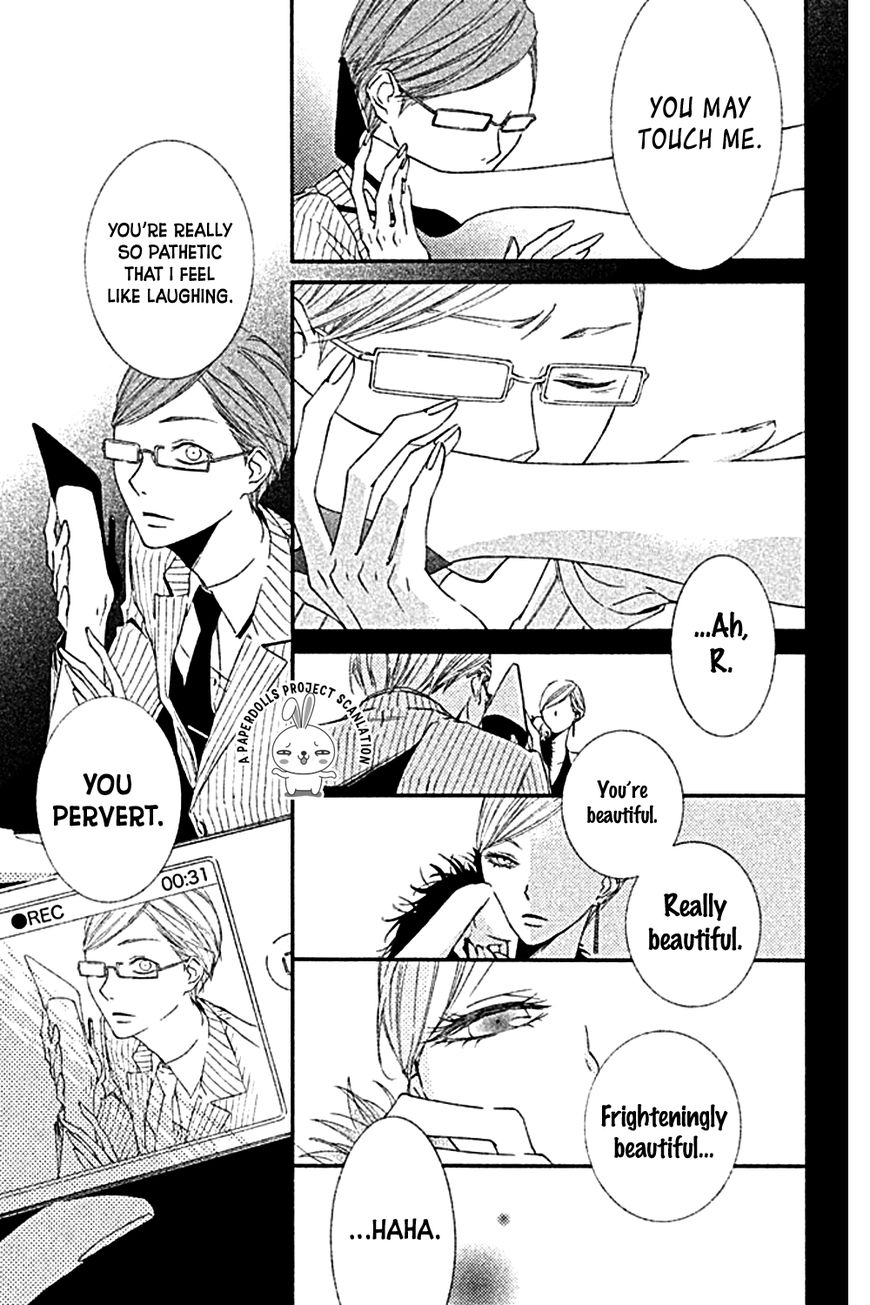 YOU MAY
TOUCH ME.
...Ah,
R.
You're
beautiful.
Really
beautiful.
Frighteningly
beautiful...
...HAHA.
YOU'RE REALLY
SO PATHETIC
THAT I FEEL
LIKE LAUGHING.
YOU
PERVERT.
00:31
●REC
A PAPERDOLLS PROJECT SCANLATION